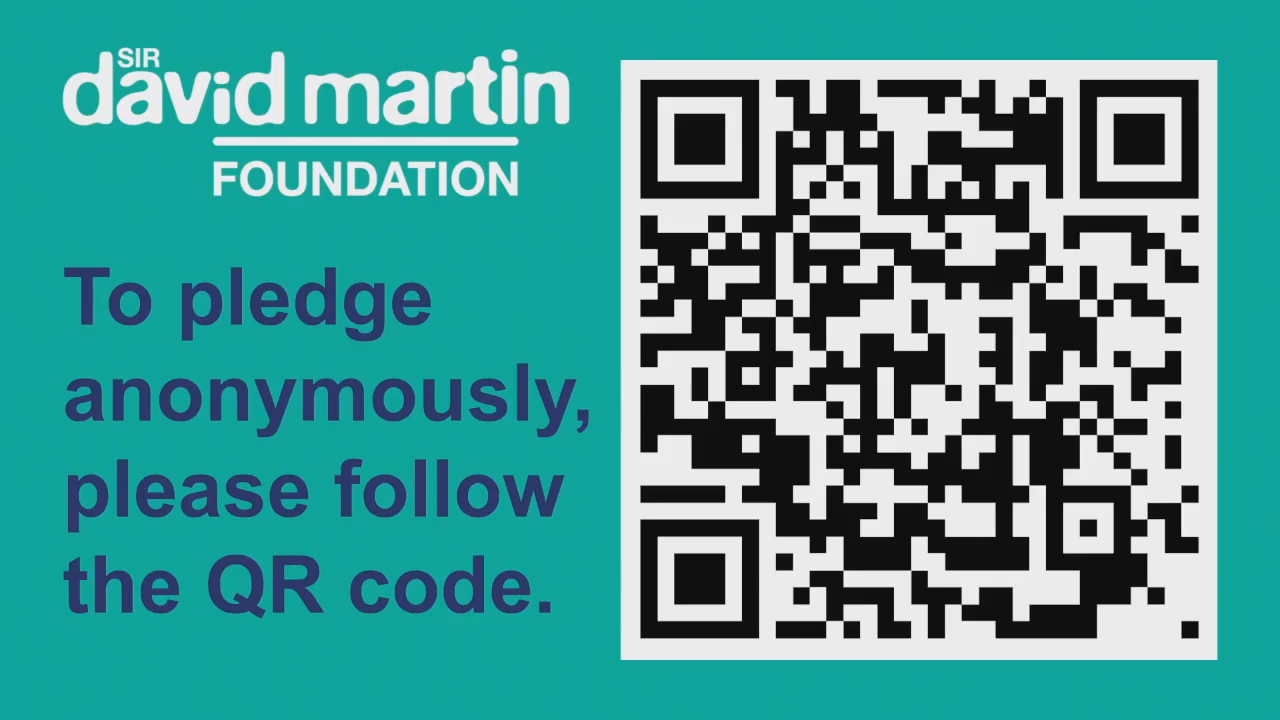 SIR
david martin
FOUNDATION
To pledge
anonymously,
please follow
the QR code.